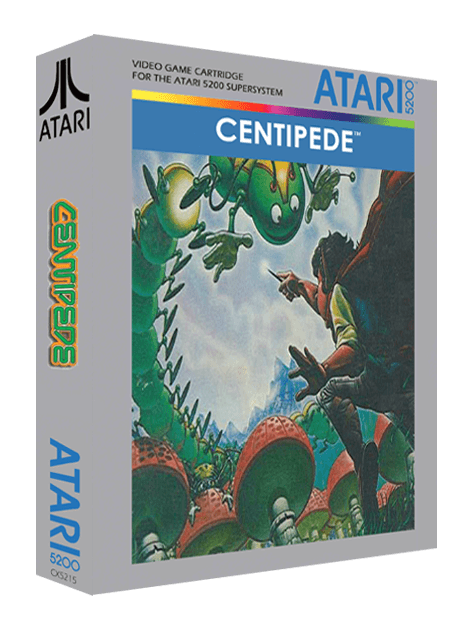 ATARI
CENTIPEDE
ATARI
5200
CX5215
VIDEO GAME CARTRIDGE
FOR THE ATARI 5200 SUPERSYSTEM
ATARI
5200
CENTIPEDE™